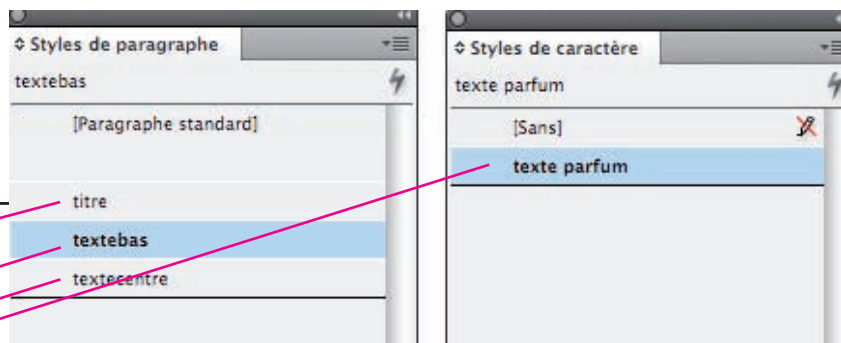 Styles de paragraphe
textebas
[Paragraphe standard]
titre
textebas
textecentre
Styles de caractère
texte parfum
[Sans]
texte parfum